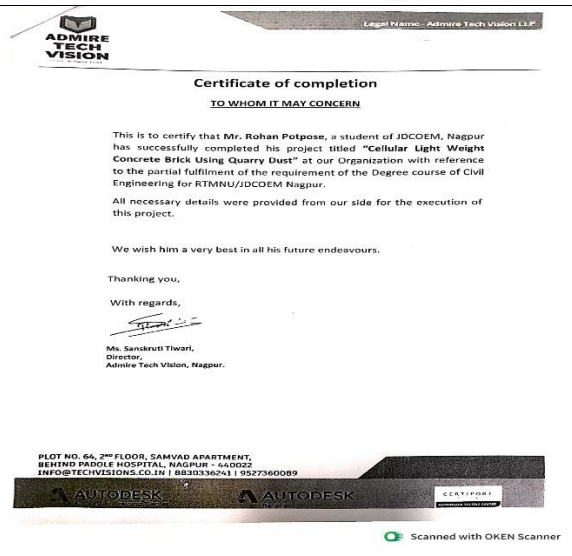 Legal Name - Admire Tech Vision LLP
ADMIRE
TECH
VISION
Certificate of completion
TO WHOM IT MAY CONCERN
This is to certify that Mr. Rohan Potpose, a student of JDCOEM, Nagpur
has successfully completed his project titled “Cellular Light Weight
Concrete Brick Using Quarry Dust” at our Organization with reference
to the partial fulfilment of the requirement of the Degree course of Civil
Engineering for RTMNU/JDCOEM Nagpur.
All necessary details were provided from our side for the execution of
this project.
We wish him a very best in all his future endeavours.
Thanking you,
With regards,
Ms. Sanskruti Tiwari,
Director,
Admire Tech Vision, Nagpur.
PLOT NO. 64, 2ND FLOOR, SAMVAD APARTMENT,
BEHIND PADOLE HOSPITAL, NAGPUR - 440022
INFO@TECHVISIONS.CO.IN | 8830336241 | 9527360089
AUTODESK
AUTODESK
CERTIPORT
Scanned with OKEN Scanner